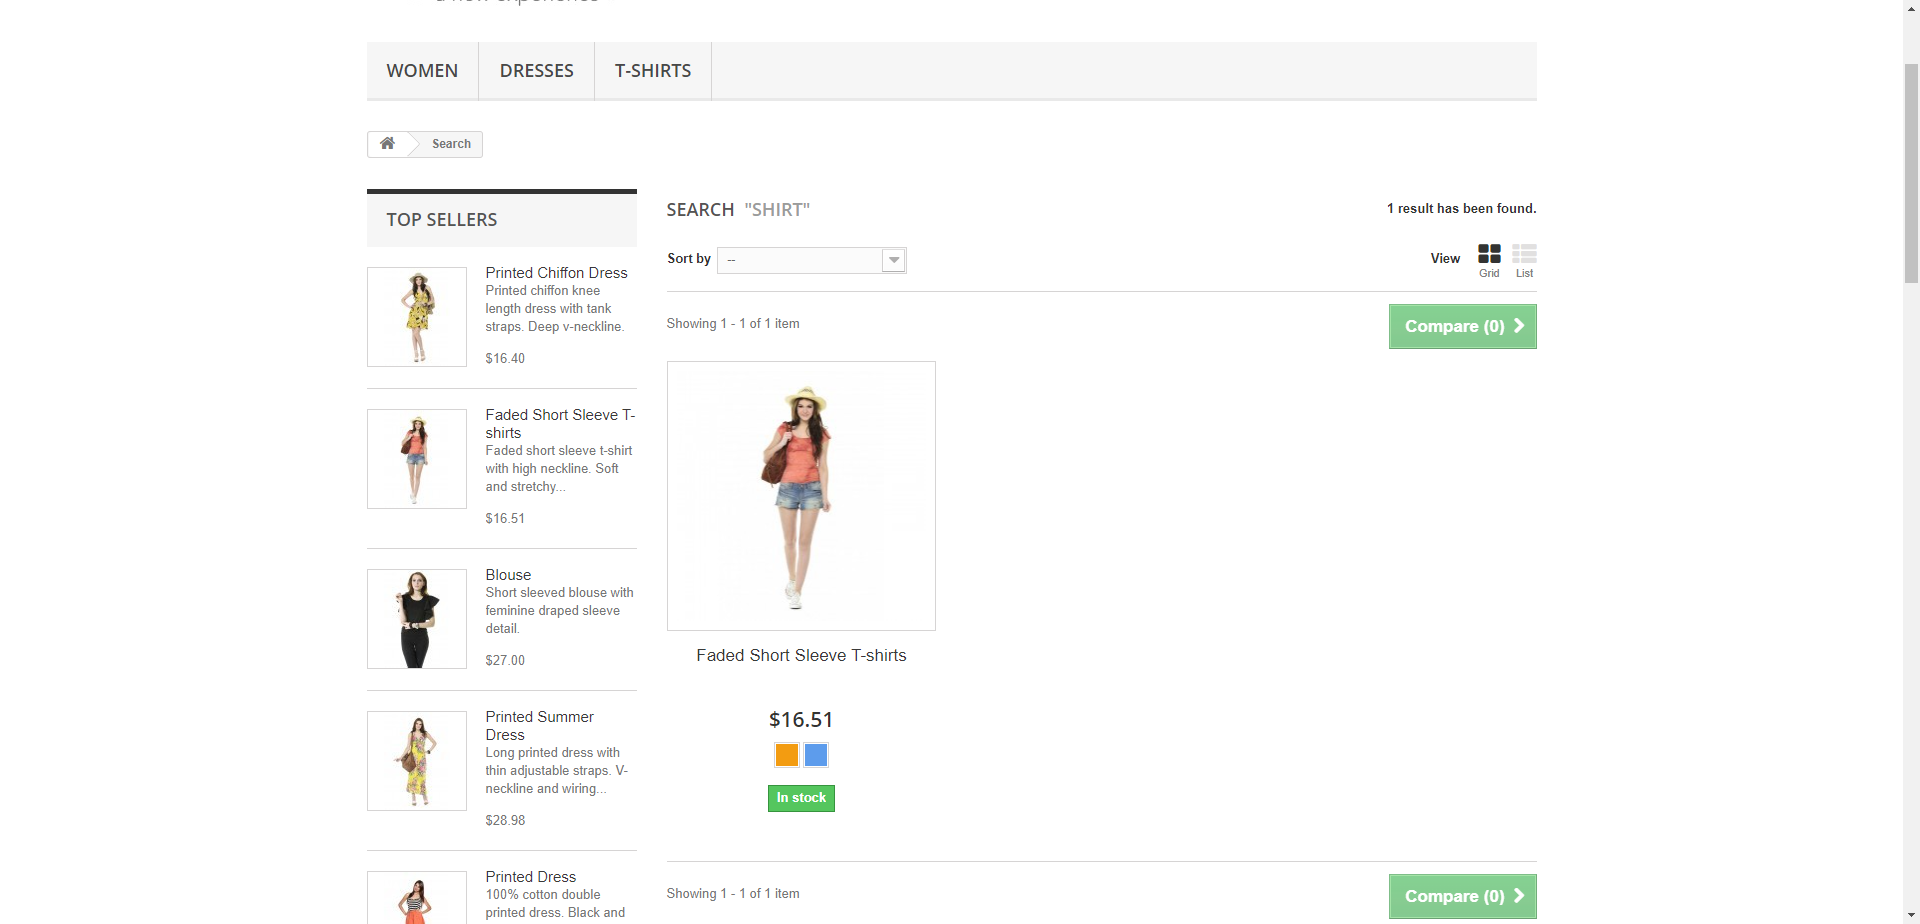 a new experience
WOMEN
DRESSES
T-SHIRTS
Search
TOP SELLERS
Printed Chiffon Dress
Printed chiffon knee
length dress with tank
straps. Deep v-neckline.
$16.40
Faded Short Sleeve T-
shirts
Faded short sleeve t-shirt
with high neckline. Soft
and stretchy...
$16.51
Blouse
Short sleeved blouse with
feminine draped sleeve
detail.
$27.00
Printed Summer
Dress
Long printed dress with
thin adjustable straps. V-
neckline and wiring...
$28.98
Printed Dress
100% cotton double
printed dress. Black and
SEARCH "SHIRT"
1 result has been found.
Sort by --
View
Grid
List
Showing 1 - 1 of 1 item
Compare (0)
Faded Short Sleeve T-shirts
$16.51
In stock
Showing 1 - 1 of 1 item
Compare (0)